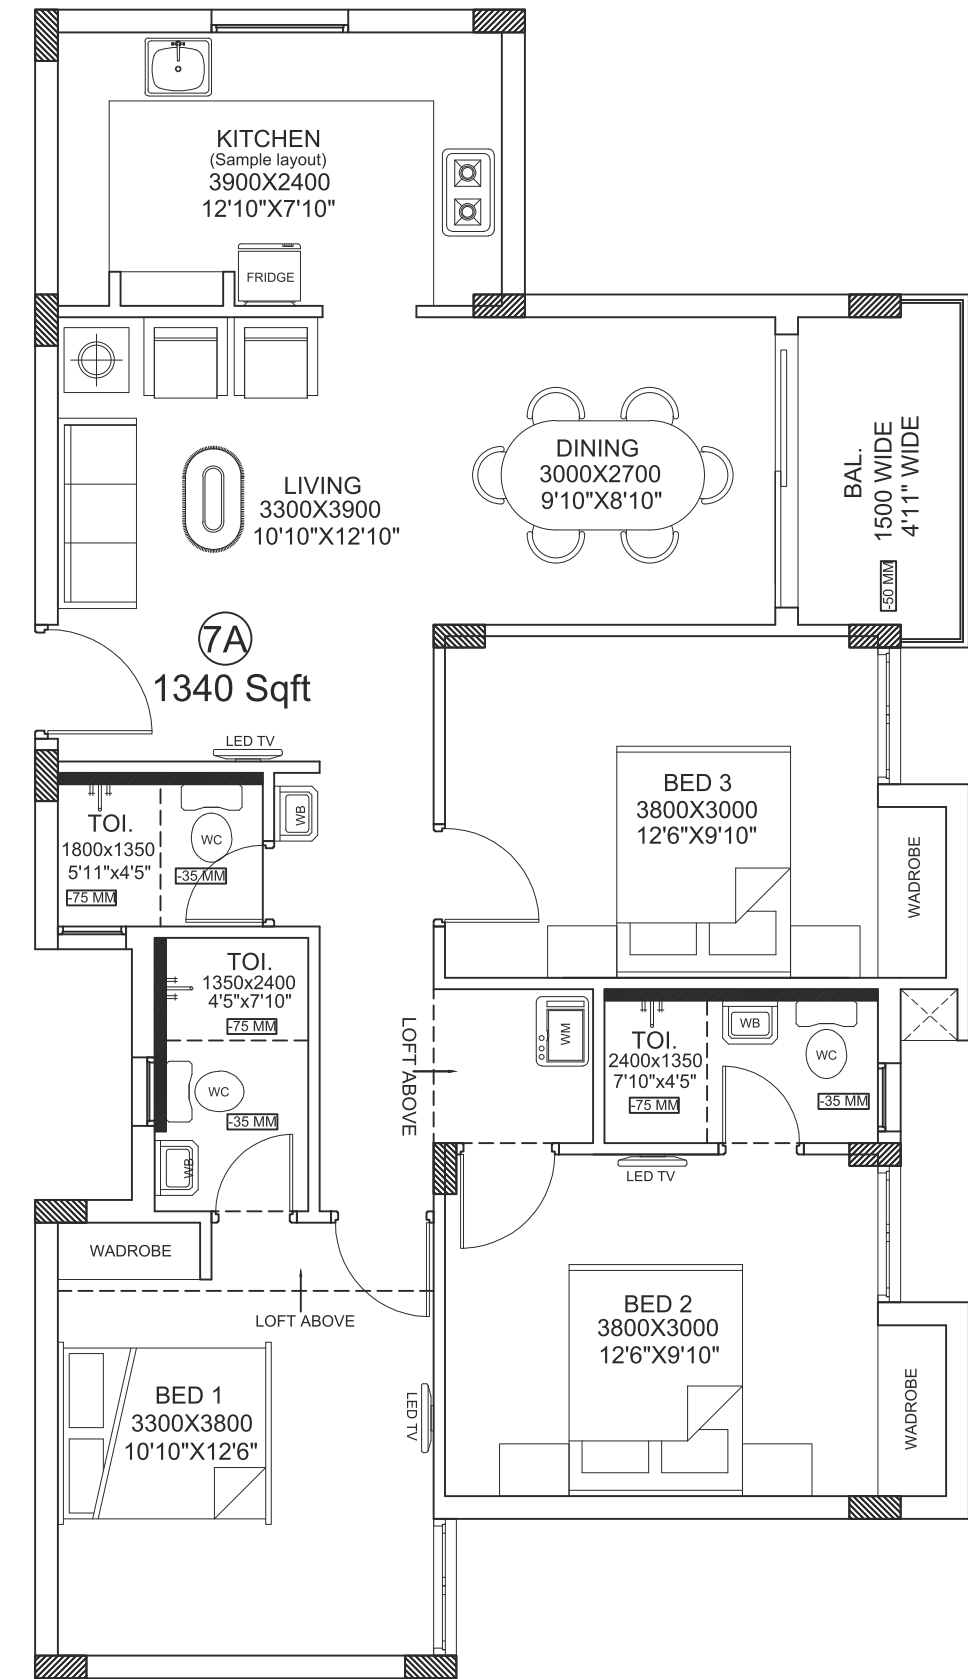 KITCHEN
(Sample layout)
3900X2400
12'10"X7'10"
FRIDGE
DINING
3000X2700
9'10"X8'10"
BAL.
1500 WIDE
4'11" WIDE
-50 MM
LIVING
3300X3900
10'10"X12'10"
7A
1340 Sqft
LED TV
BED 3
3800X3000
12'6"X9'10"
WADROBE
TOI.
1800x1350
5'11"x4'5"
-75 MM
WC
-35 MM
WB
TOI.
1350x2400
4'5"x7'10"
-75 MM
WC
-35 MM
WB
LOFT ABOVE
WM
TOI.
2400x1350
7'10"x4'5"
-75 MM
WB
WC
-35 MM
LED TV
WADROBE
LOFT ABOVE
BED 1
3300X3800
10'10"X12'6"
LED TV
BED 2
3800X3000
12'6"X9'10"
WADROBE